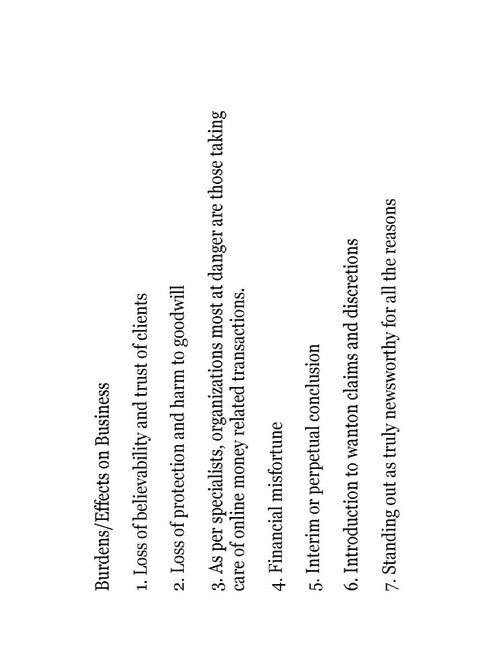 Burdens/Effects on Business
1. Loss of believability and trust of clients
2. Loss of protection and harm to goodwill
3. As per specialists, organizations most at danger are those taking
care of online money related transactions.
4. Financial misfortune
5. Interim or perpetual conclusion
6. Introduction to wanton claims and discretions
7. Standing out as truly newsworthy for all the reasons